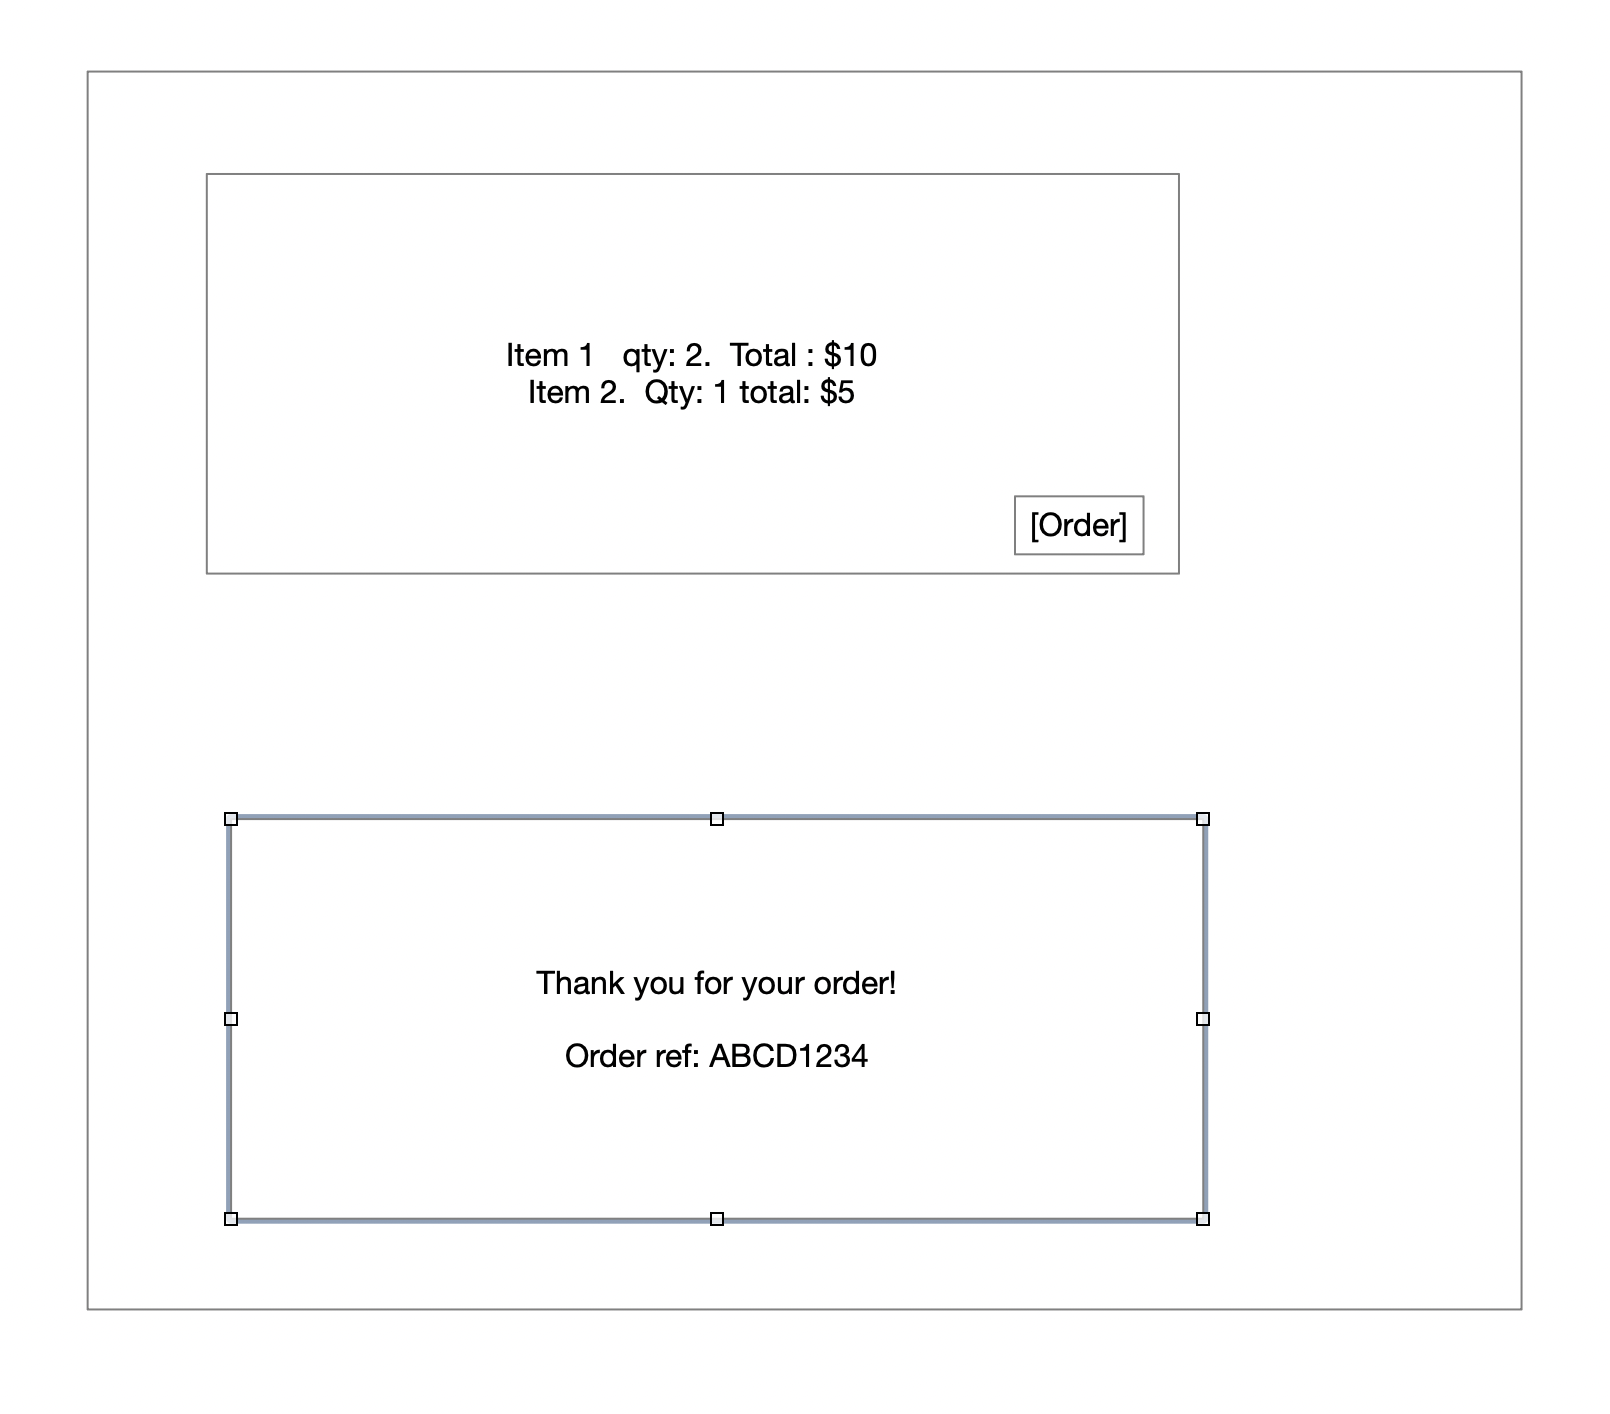 Item 1   qty: 2.  Total : $10
Item 2.  Qty: 1 total: $5
[Order]
Thank you for your order!
Order ref: ABCD1234